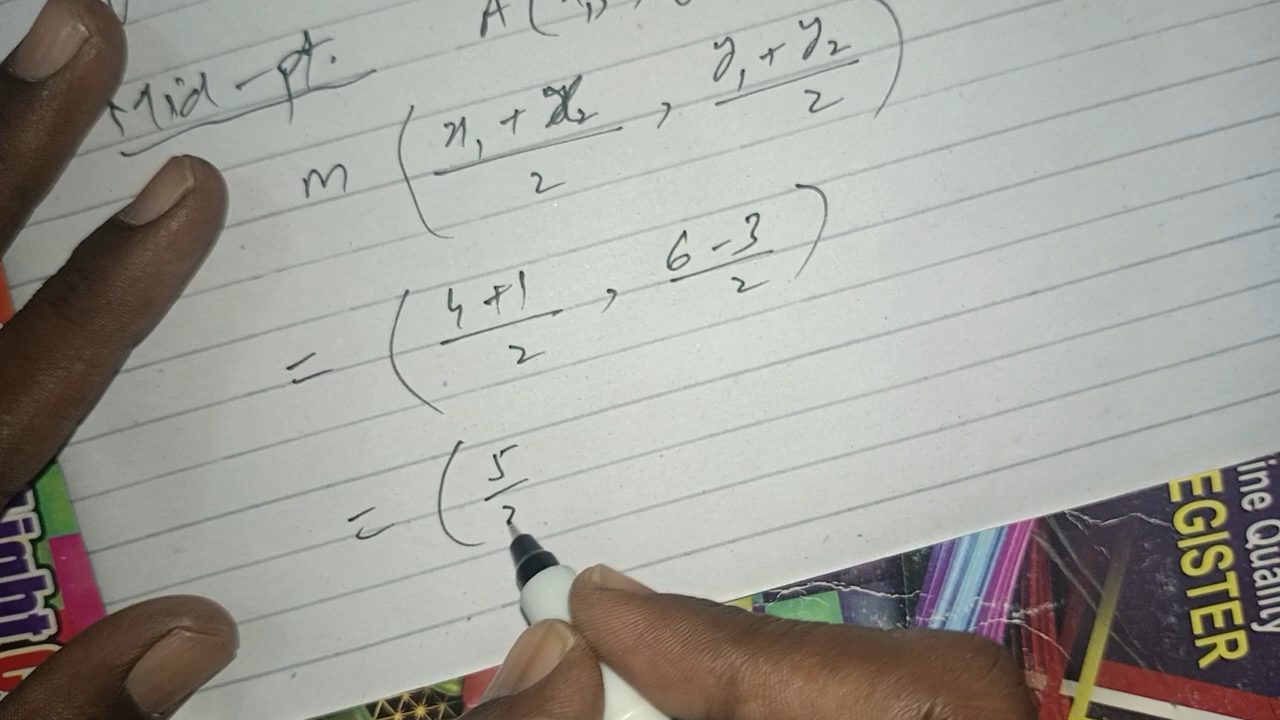 A (
Mid-pt.
m ( x₁ + x₂ / 2 , y₁ + y₂ / 2 )
= ( 4 + 1 / 2 , 6 - 3 / 2 )
= ( 5 / 2
ine Quality
EGISTER